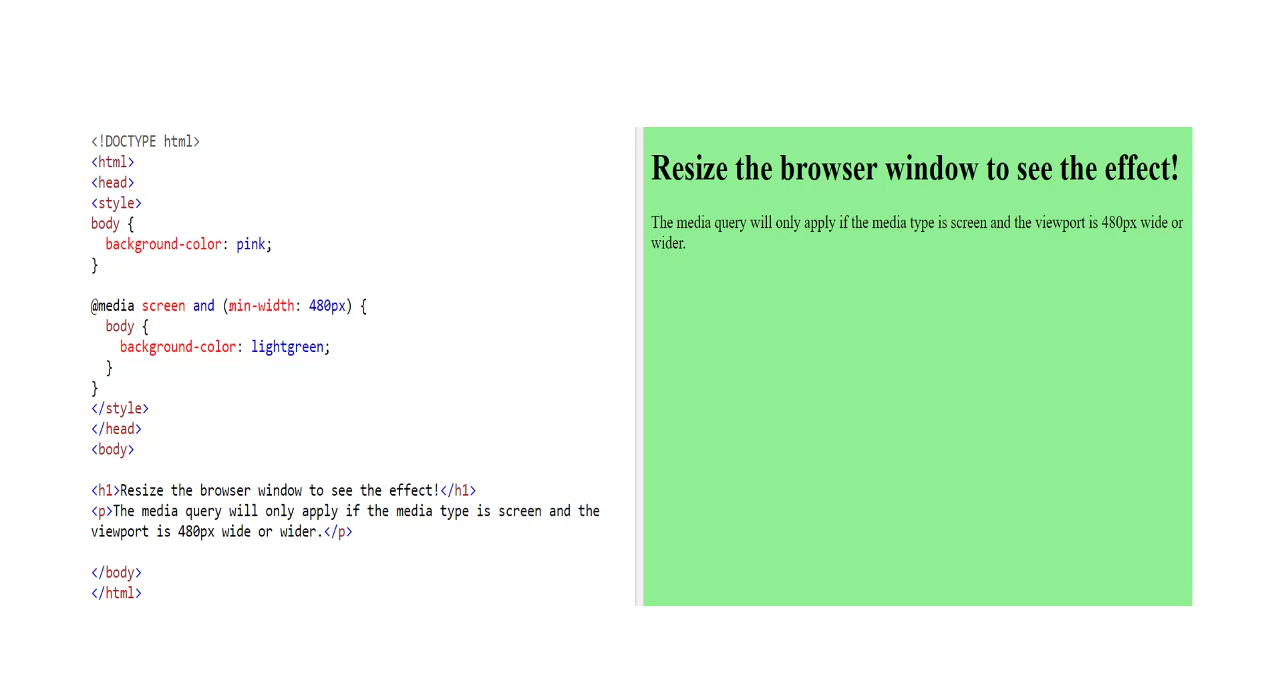 <!DOCTYPE html>
<html>
<head>
<style>
body {
  background-color: pink;
}

@media screen and (min-width: 480px) {
  body {
    background-color: lightgreen;
  }
}
</style>
</head>
<body>

<h1>Resize the browser window to see the effect!</h1>
<p>The media query will only apply if the media type is screen and the
viewport is 480px wide or wider.</p>

</body>
</html>
Resize the browser window to see the effect!
The media query will only apply if the media type is screen and the viewport is 480px wide or
wider.